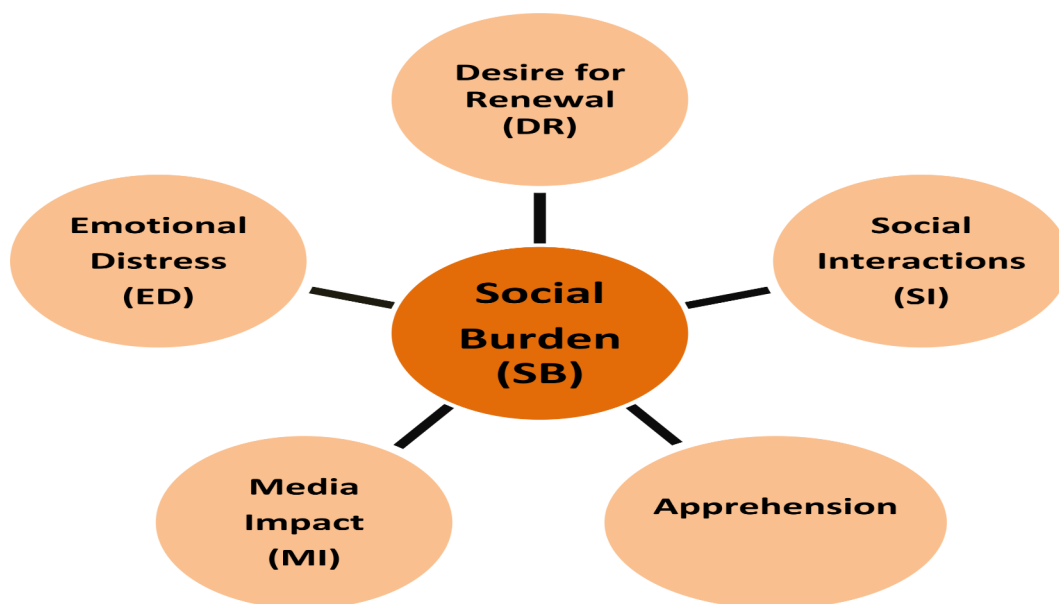 Desire for
Renewal
(DR)
Emotional
Distress
(ED)
Social
Interactions
(SI)
Social
Burden
(SB)
Media
Impact
(MI)
Apprehension